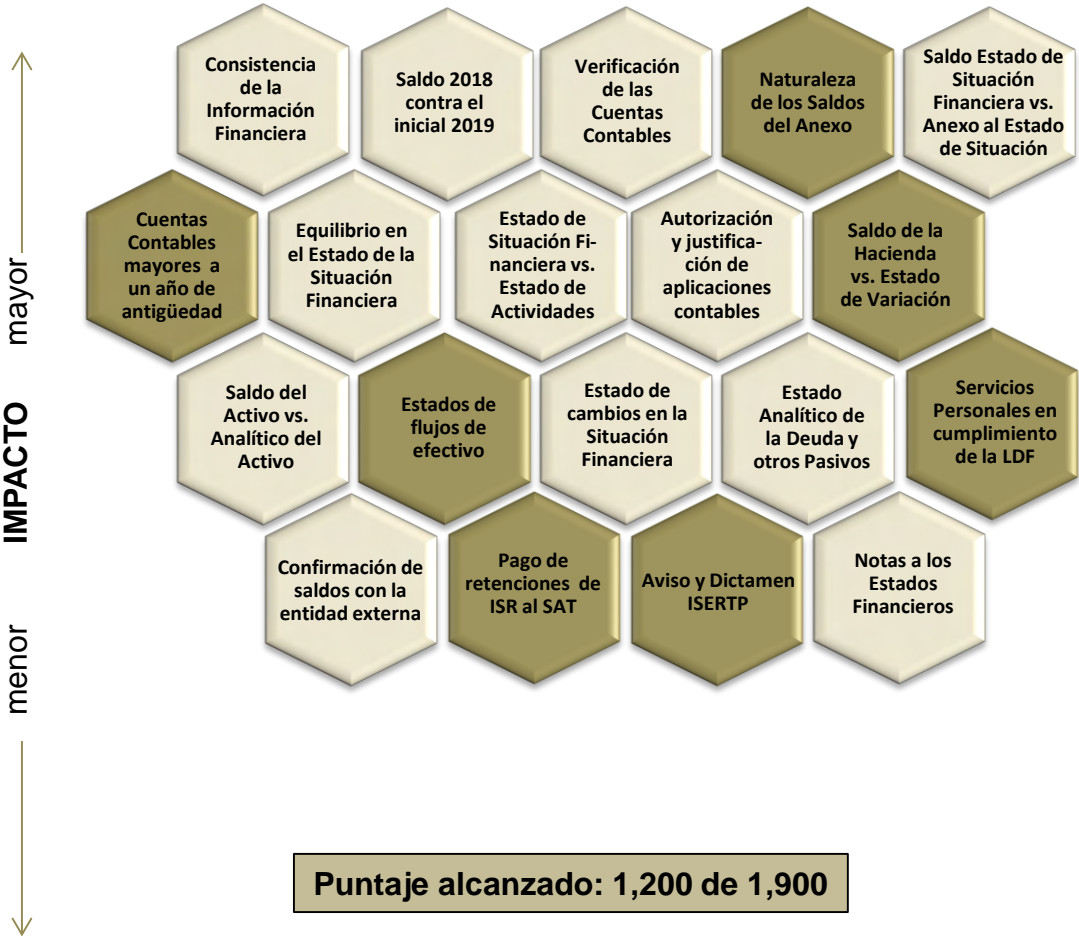 Consistencia
de la
Información
Financiera
Saldo 2018
contra el
inicial 2019
Verificación
de las
Cuentas
Contables
Naturaleza
de los Saldos
del Anexo
Saldo Estado de
Situación
Financiera vs.
Anexo al Estado
de Situación
Cuentas
Contables
mayores a
un año de
antigüedad
Equilibrio en
el Estado de la
Situación
Financiera
Estado de
Situación Fi-
nanciera vs.
Estado de
Actividades
Autorización
y justifica-
ción de
aplicaciones
contables
Saldo de la
Hacienda
vs. Estado
de Variación
Saldo del
Activo vs.
Analítico del
Activo
Estados de
flujos de
efectivo
Estado de
cambios en la
Situación
Financiera
Estado
Analítico de
la Deuda y
otros Pasivos
Servicios
Personales en
cumplimiento
de la LDF
Confirmación de
saldos con la
entidad externa
Pago de
retenciones de
ISR al SAT
Aviso y Dictamen
ISERTP
Notas a los
Estados
Financieros
mayor
IMPACTO
menor
Puntaje alcanzado: 1,200 de 1,900